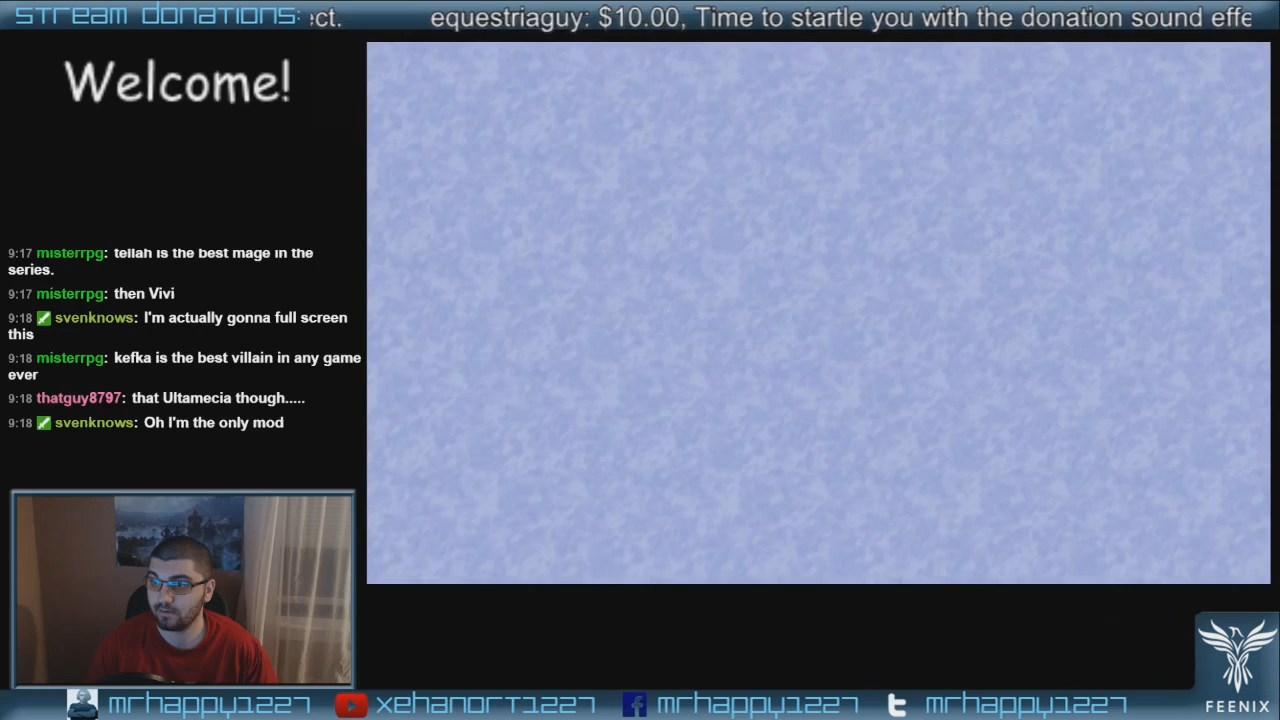 STREAM DONATIONS: ect. equestriaguy: $10.00, Time to startle you with the donation sound effe
Welcome!
9:17 misterrpg: tellah is the best mage in the
series.
9:17 misterrpg: then Vivi
9:18 svenknows: I'm actually gonna full screen
this
9:18 misterrpg: kefka is the best villain in any game
ever
9:18 thatguy8797: that Ultamecia though.....
9:18 svenknows: Oh I'm the only mod
FEENIX
mrhappy1227 xehanort1227 mrhappy1227 mrhappy1227